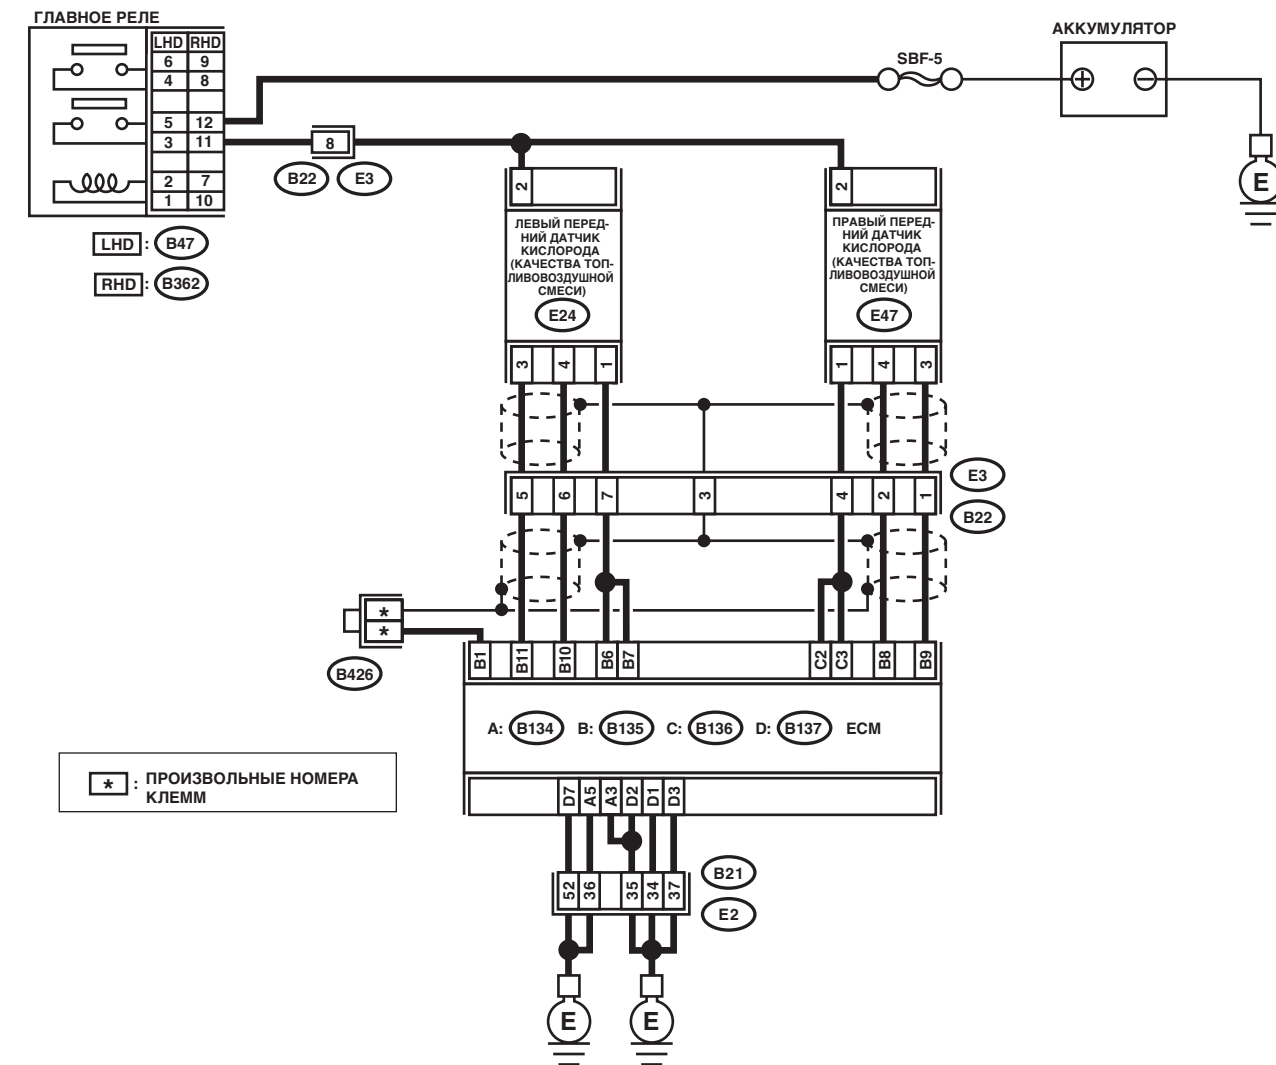 ГЛАВНОЕ РЕЛЕ
LHD RHD
6 9
4 8
5 12
3 11
2 7
1 10
LHD : B47
RHD : B362
8
B22 E3
SBF-5
АККУМУЛЯТОР
+ −
E
2
ЛЕВЫЙ ПЕРЕД-
НИЙ ДАТЧИК
КИСЛОРОДА
(КАЧЕСТВА ТОП-
ЛИВОВОЗДУШНОЙ
СМЕСИ)
E24
3 4 1
2
ПРАВЫЙ ПЕРЕД-
НИЙ ДАТЧИК
КИСЛОРОДА
(КАЧЕСТВА ТОП-
ЛИВОВОЗДУШНОЙ
СМЕСИ)
E47
1 4 3
5 6 7 3 4 2 1
E3
B22
*
*
B426
B1 B11 B10 B6 B7 C2 C3 B8 B9
A: B134 B: B135 C: B136 D: B137 ECM
* : ПРОИЗВОЛЬНЫЕ НОМЕРА
КЛЕММ
D7 A5 A3 D2 D1 D3
52 36 35 34 37
B21
E2
E E